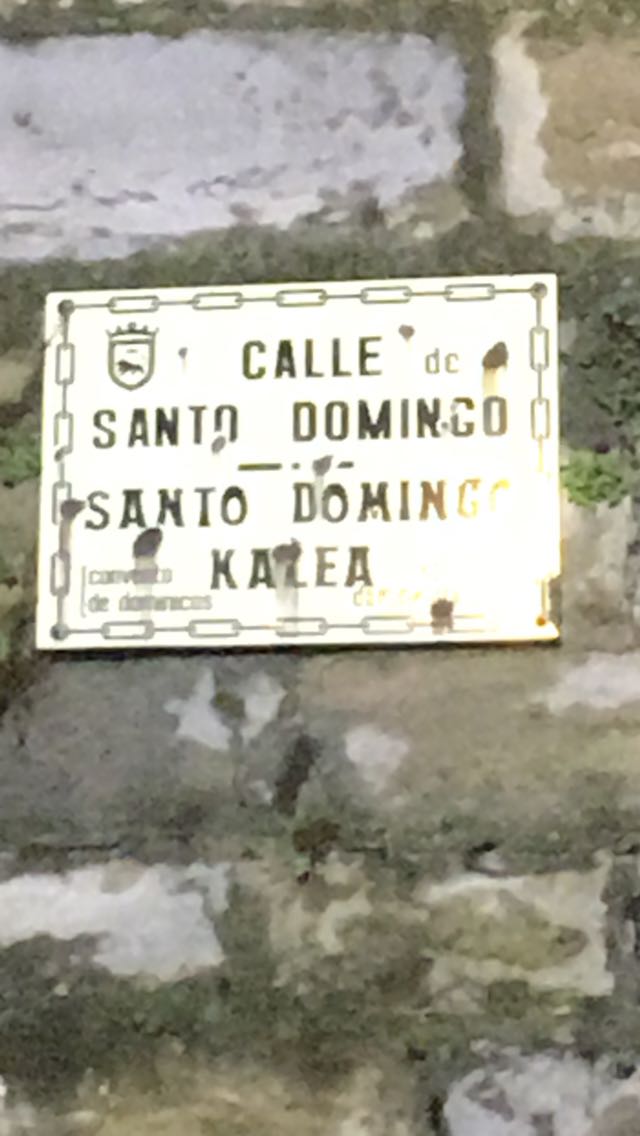 CALLE de
SANTO DOMINGO
SANTO DOMINGO
KALEA
convento
de dominicos